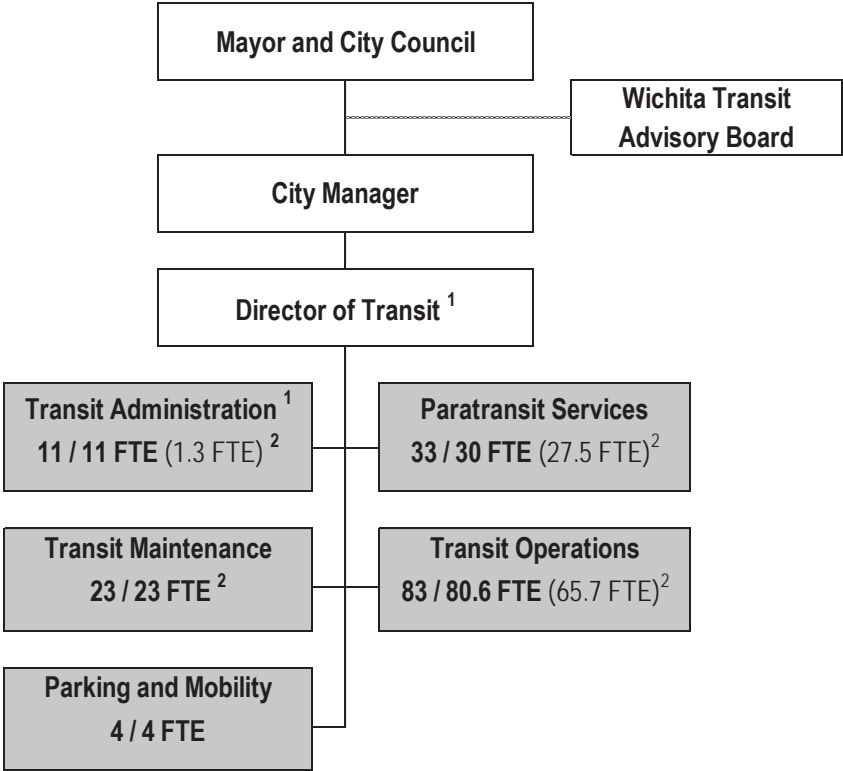 Mayor and City Council
Wichita Transit
Advisory Board
City Manager
Director of Transit ¹
Transit Administration ¹
11 / 11 FTE (1.3 FTE) ²
Paratransit Services
33 / 30 FTE (27.5 FTE)²
Transit Maintenance
23 / 23 FTE ²
Transit Operations
83 / 80.6 FTE (65.7 FTE)²
Parking and Mobility
4 / 4 FTE